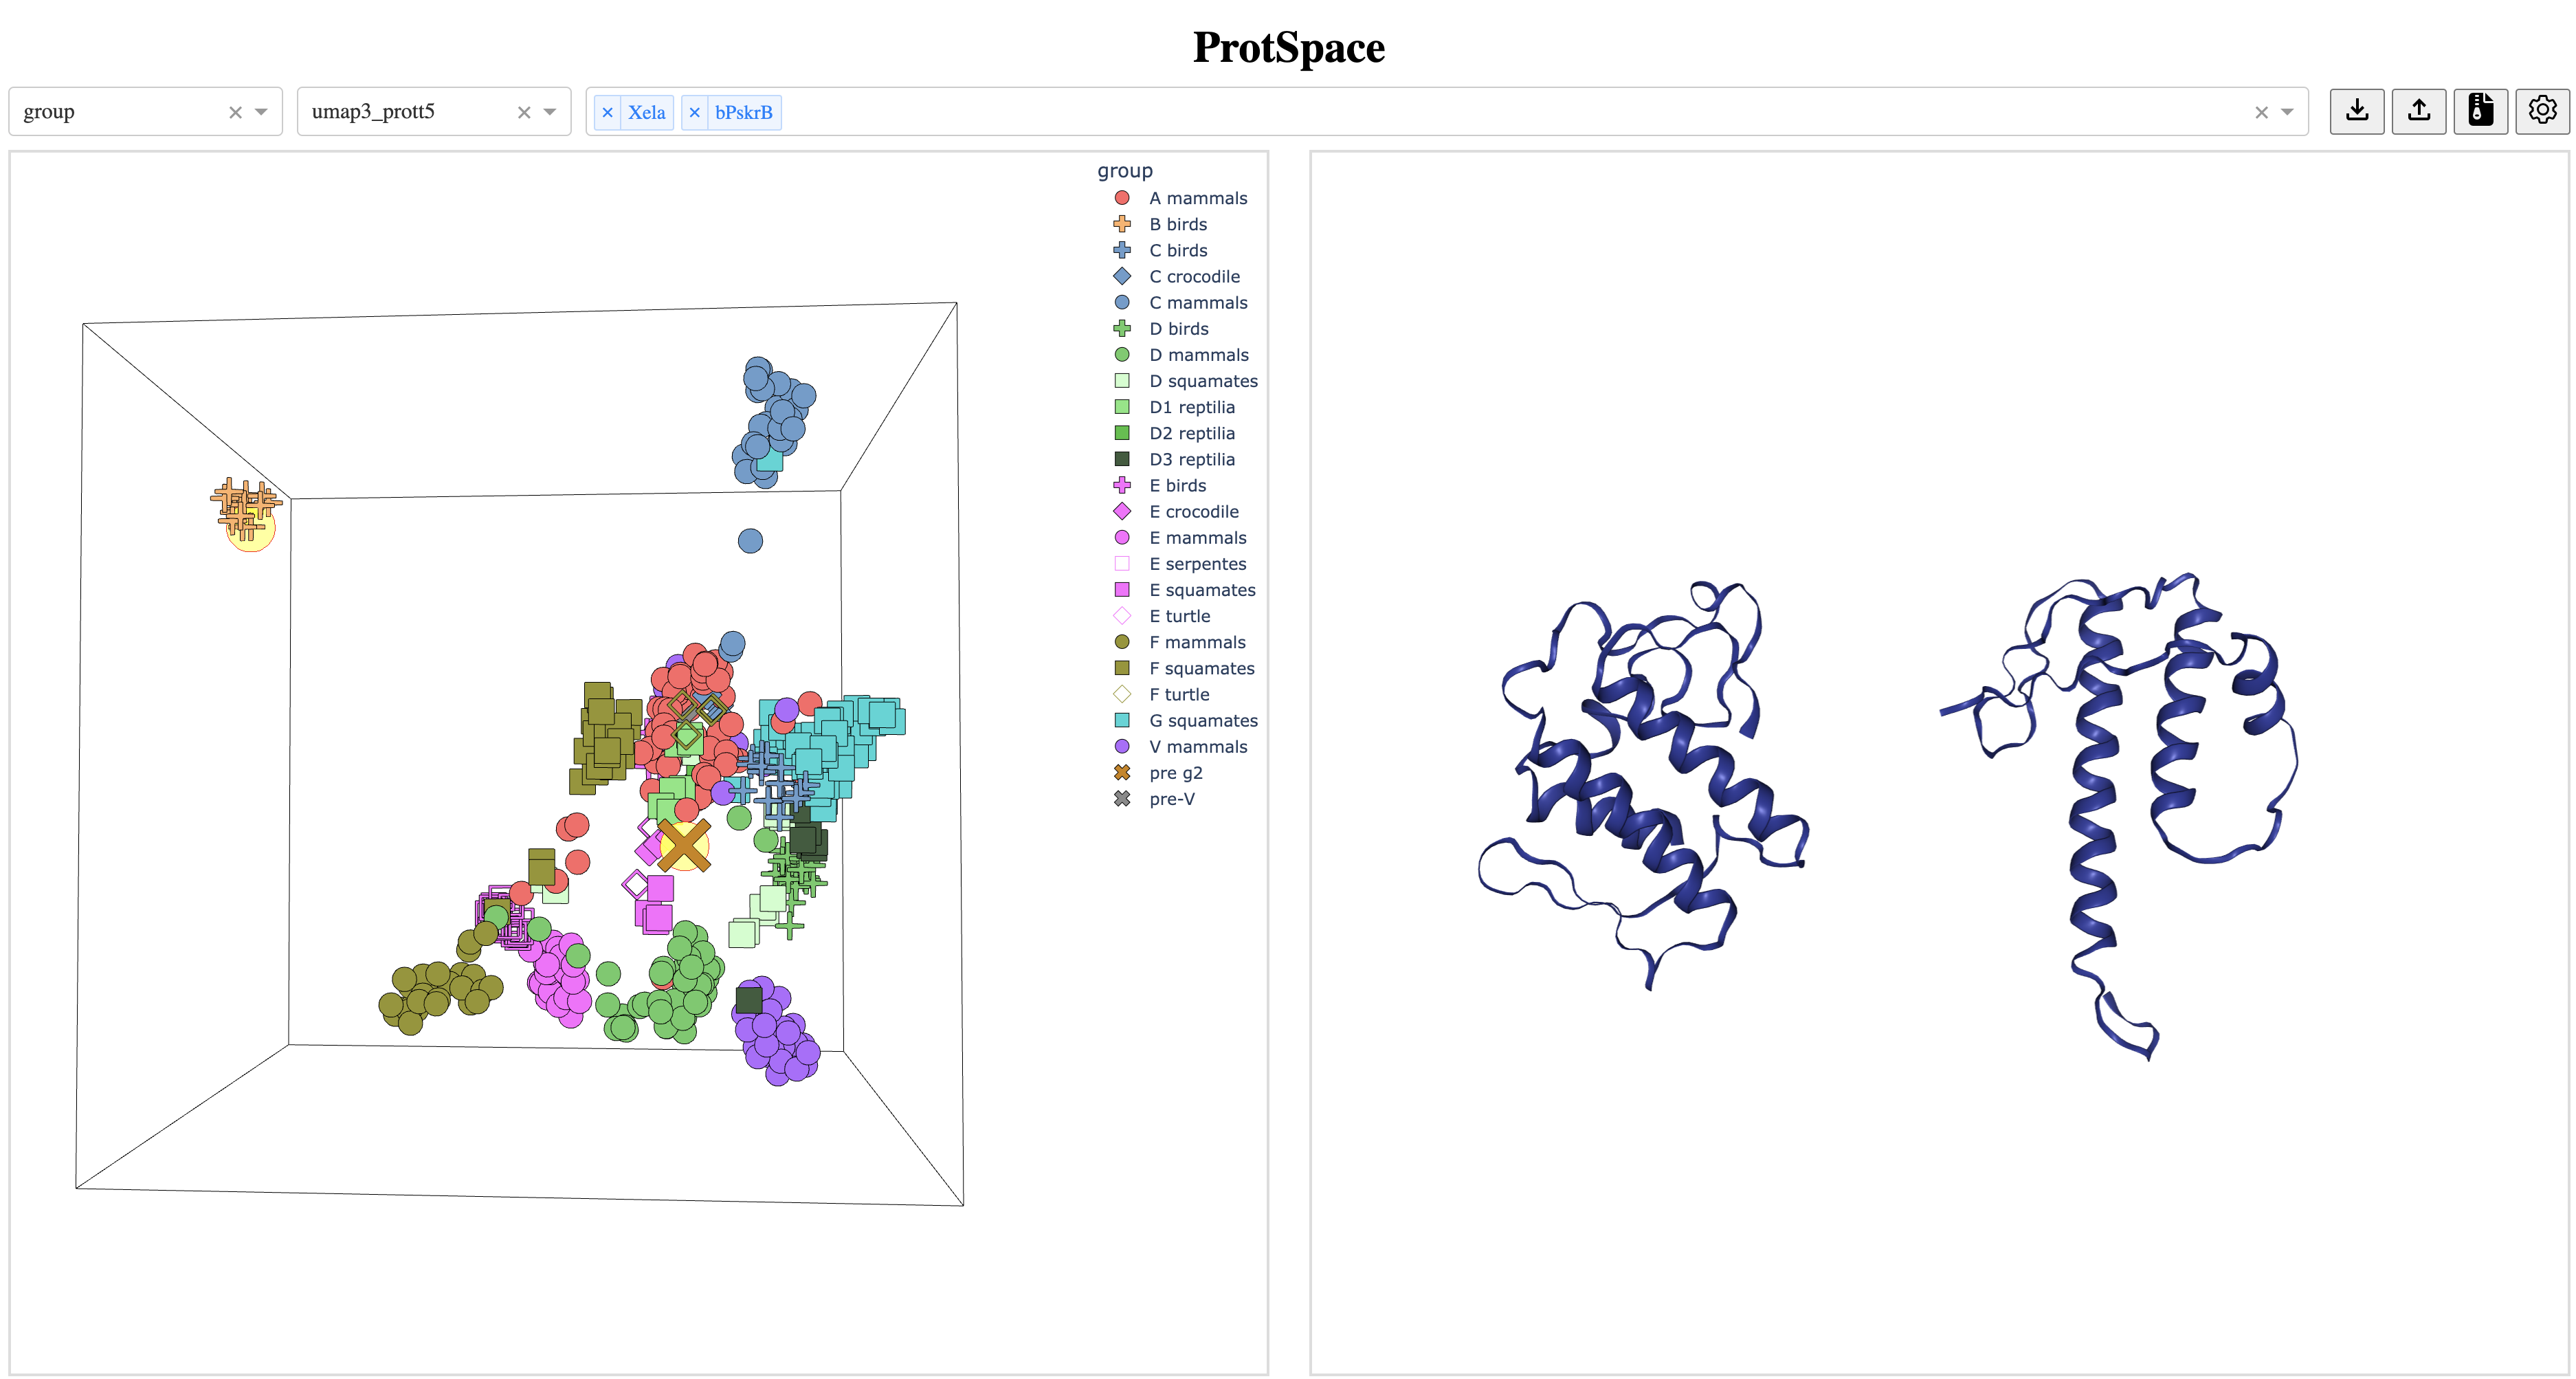 ProtSpace
group
umap3_prott5
Xela
bPskrB
group
A mammals
B birds
C birds
C crocodile
C mammals
D birds
D mammals
D squamates
D1 reptilia
D2 reptilia
D3 reptilia
E birds
E crocodile
E mammals
E serpentes
E squamates
E turtle
F mammals
F squamates
F turtle
G squamates
V mammals
pre g2
pre-V